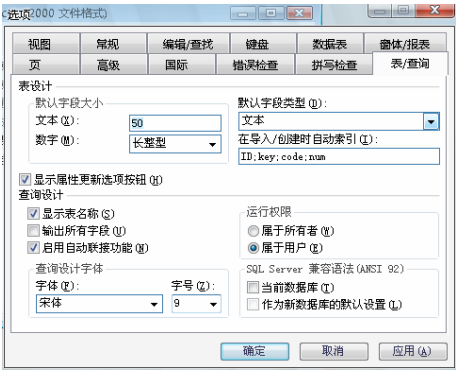 选项2000 文件格式)
视图 常规 编辑/查找 键盘 数据表 窗体/报表
页 高级 国际 错误检查 拼写检查 表/查询
表设计
默认字段大小
文本(X): 50
数字(M): 长整型
默认字段类型(D):
文本
在导入/创建时自动索引(I):
ID;key;code;num
显示属性更新选项按钮(H)
查询设计
显示表名称(S)
输出所有字段(U)
启用自动联接功能(N)
运行权限
属于所有者(W)
属于用户(E)
查询设计字体
字体(F): 字号(Z):
宋体 9
SQL Server 兼容语法(ANSI 92)
当前数据库(T)
作为新数据库的默认设置(L)
确定 取消 应用(A)